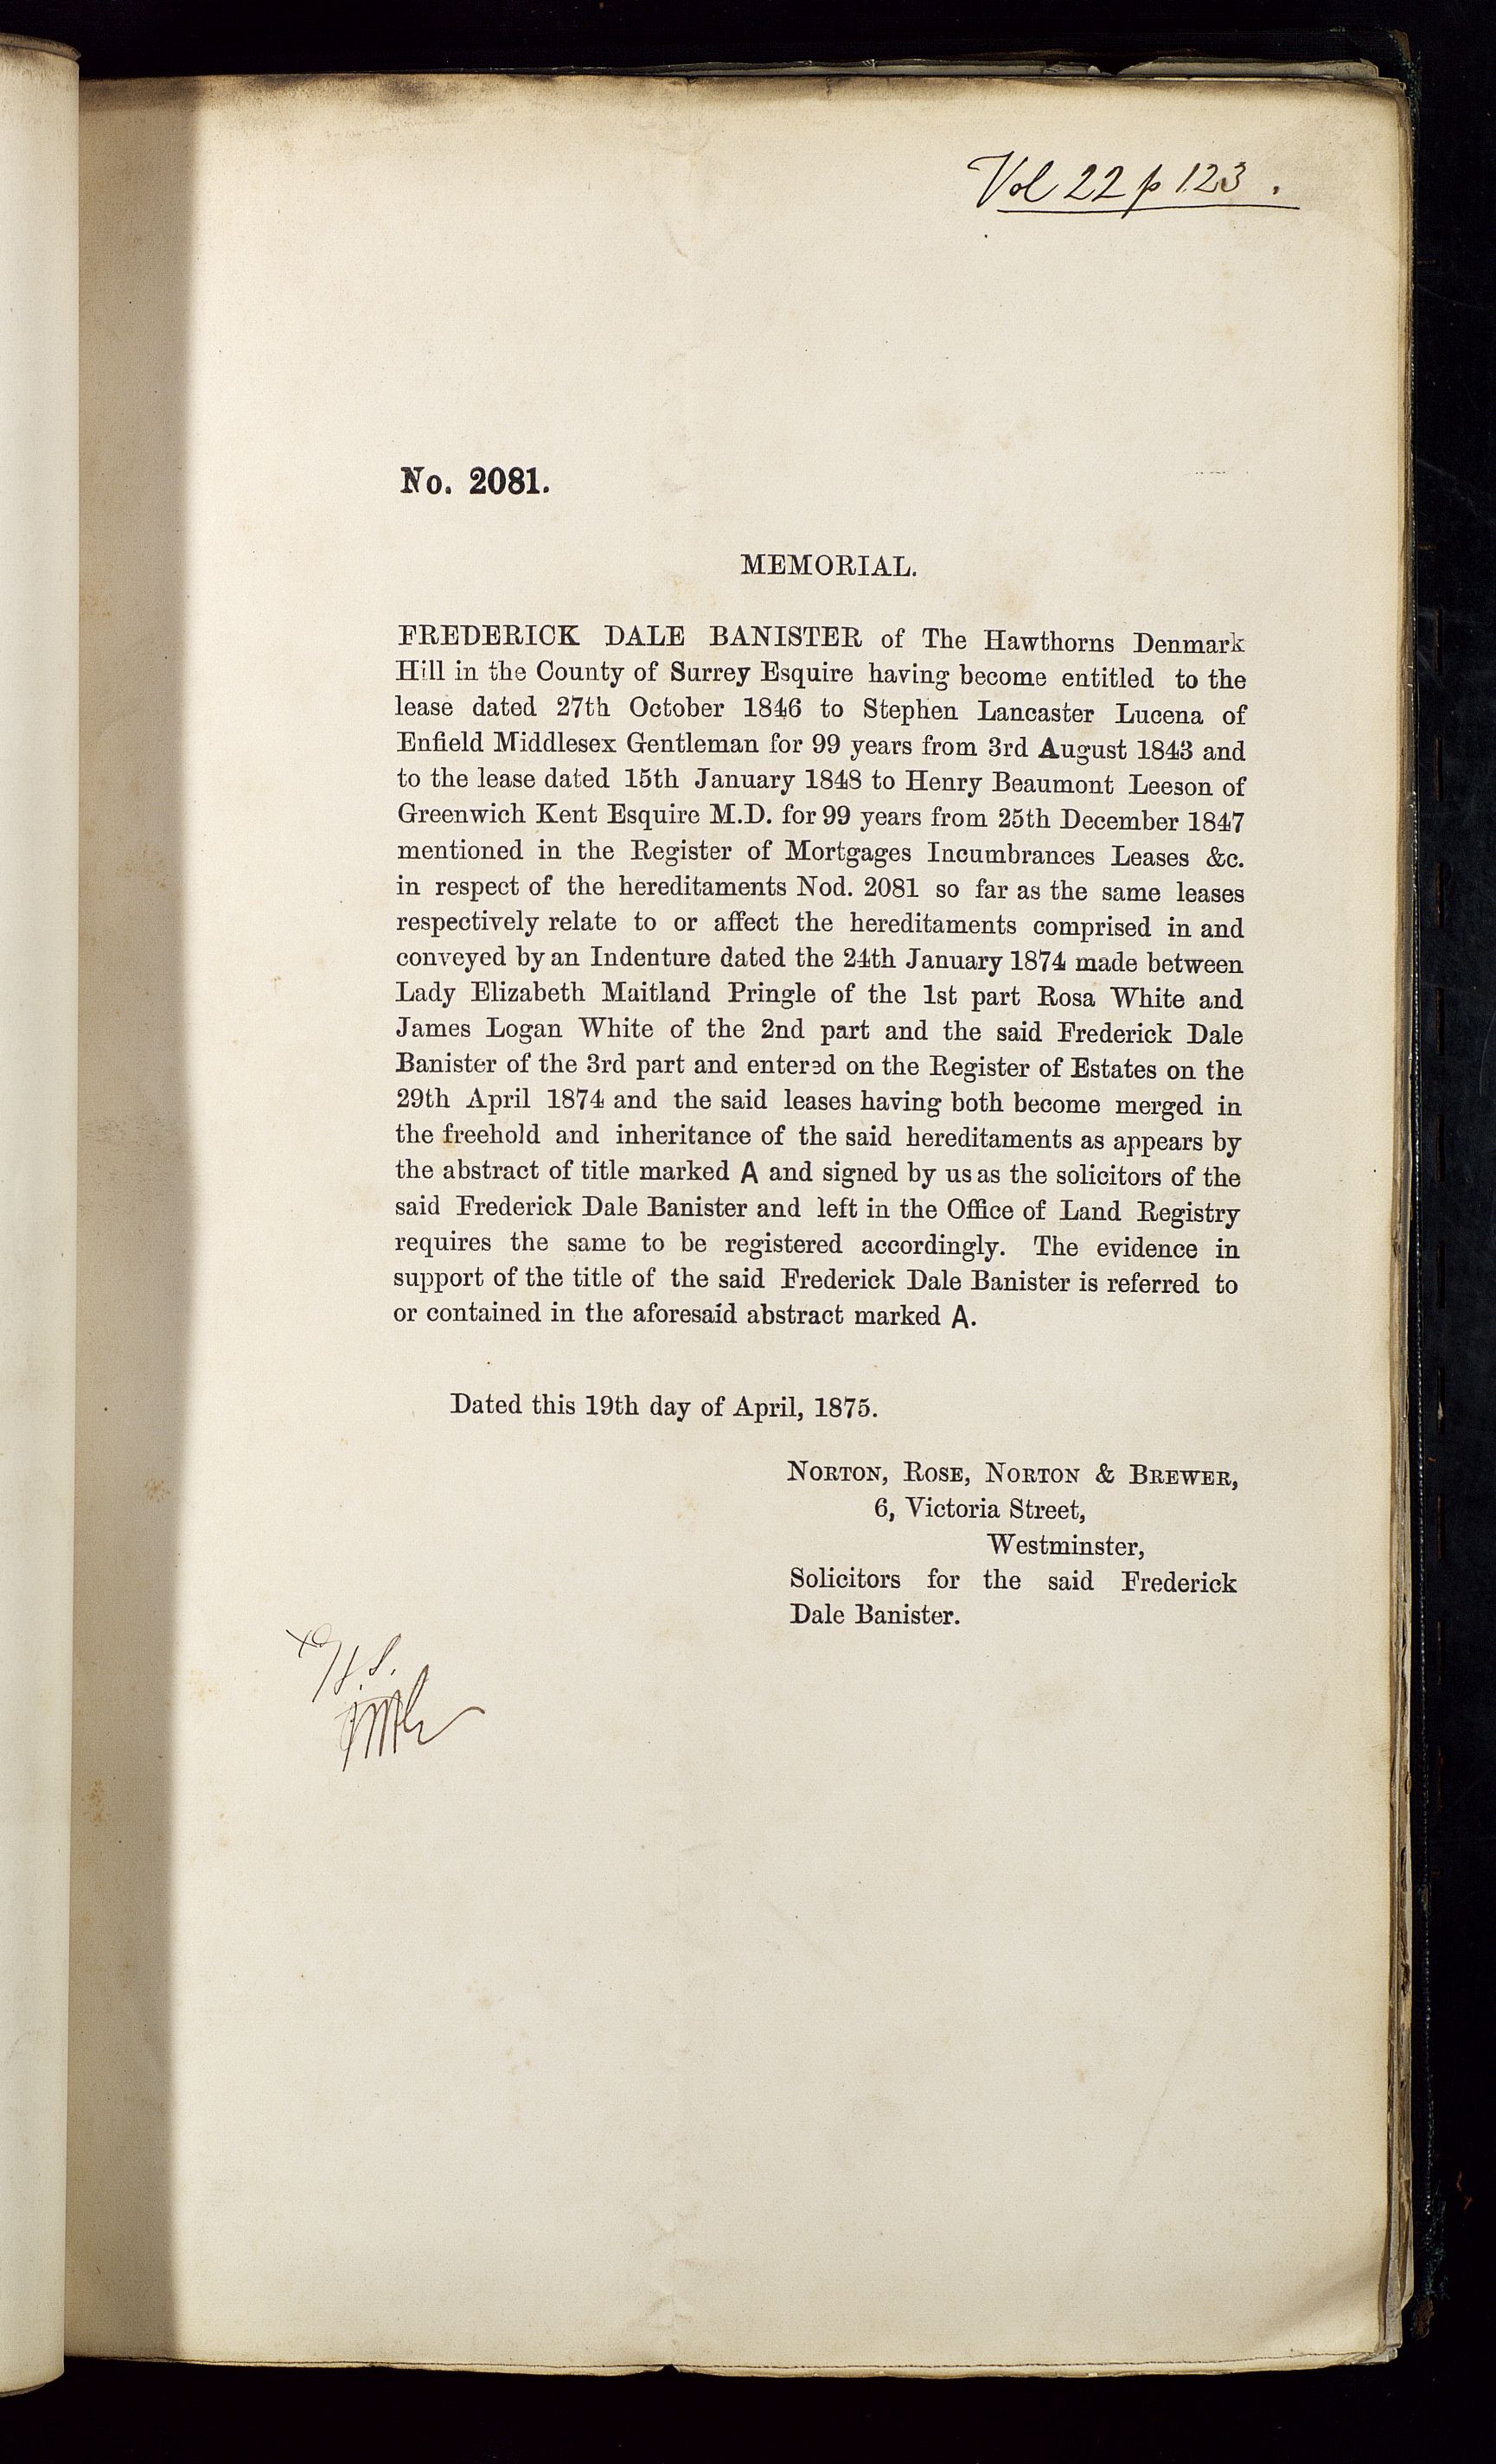 Vol 22 p 123.
No. 2081.
MEMORIAL.
FREDERICK DALE BANISTER of The Hawthorns Denmark
Hill in the County of Surrey Esquire having become entitled to the
lease dated 27th October 1846 to Stephen Lancaster Lucena of
Enfield Middlesex Gentleman for 99 years from 3rd August 1843 and
to the lease dated 15th January 1848 to Henry Beaumont Leeson of
Greenwich Kent Esquire M.D. for 99 years from 25th December 1847
mentioned in the Register of Mortgages Incumbrances Leases &c.
in respect of the hereditaments Nod. 2081 so far as the same leases
respectively relate to or affect the hereditaments comprised in and
conveyed by an Indenture dated the 24th January 1874 made between
Lady Elizabeth Maitland Pringle of the 1st part Rosa White and
James Logan White of the 2nd part and the said Frederick Dale
Banister of the 3rd part and entered on the Register of Estates on the
29th April 1874 and the said leases having both become merged in
the freehold and inheritance of the said hereditaments as appears by
the abstract of title marked A and signed by us as the solicitors of the
said Frederick Dale Banister and left in the Office of Land Registry
requires the same to be registered accordingly. The evidence in
support of the title of the said Frederick Dale Banister is referred to
or contained in the aforesaid abstract marked A.
Dated this 19th day of April, 1875.
NORTON, ROSE, NORTON & BREWER,
6, Victoria Street,
Westminster,
Solicitors for the said Frederick
Dale Banister.